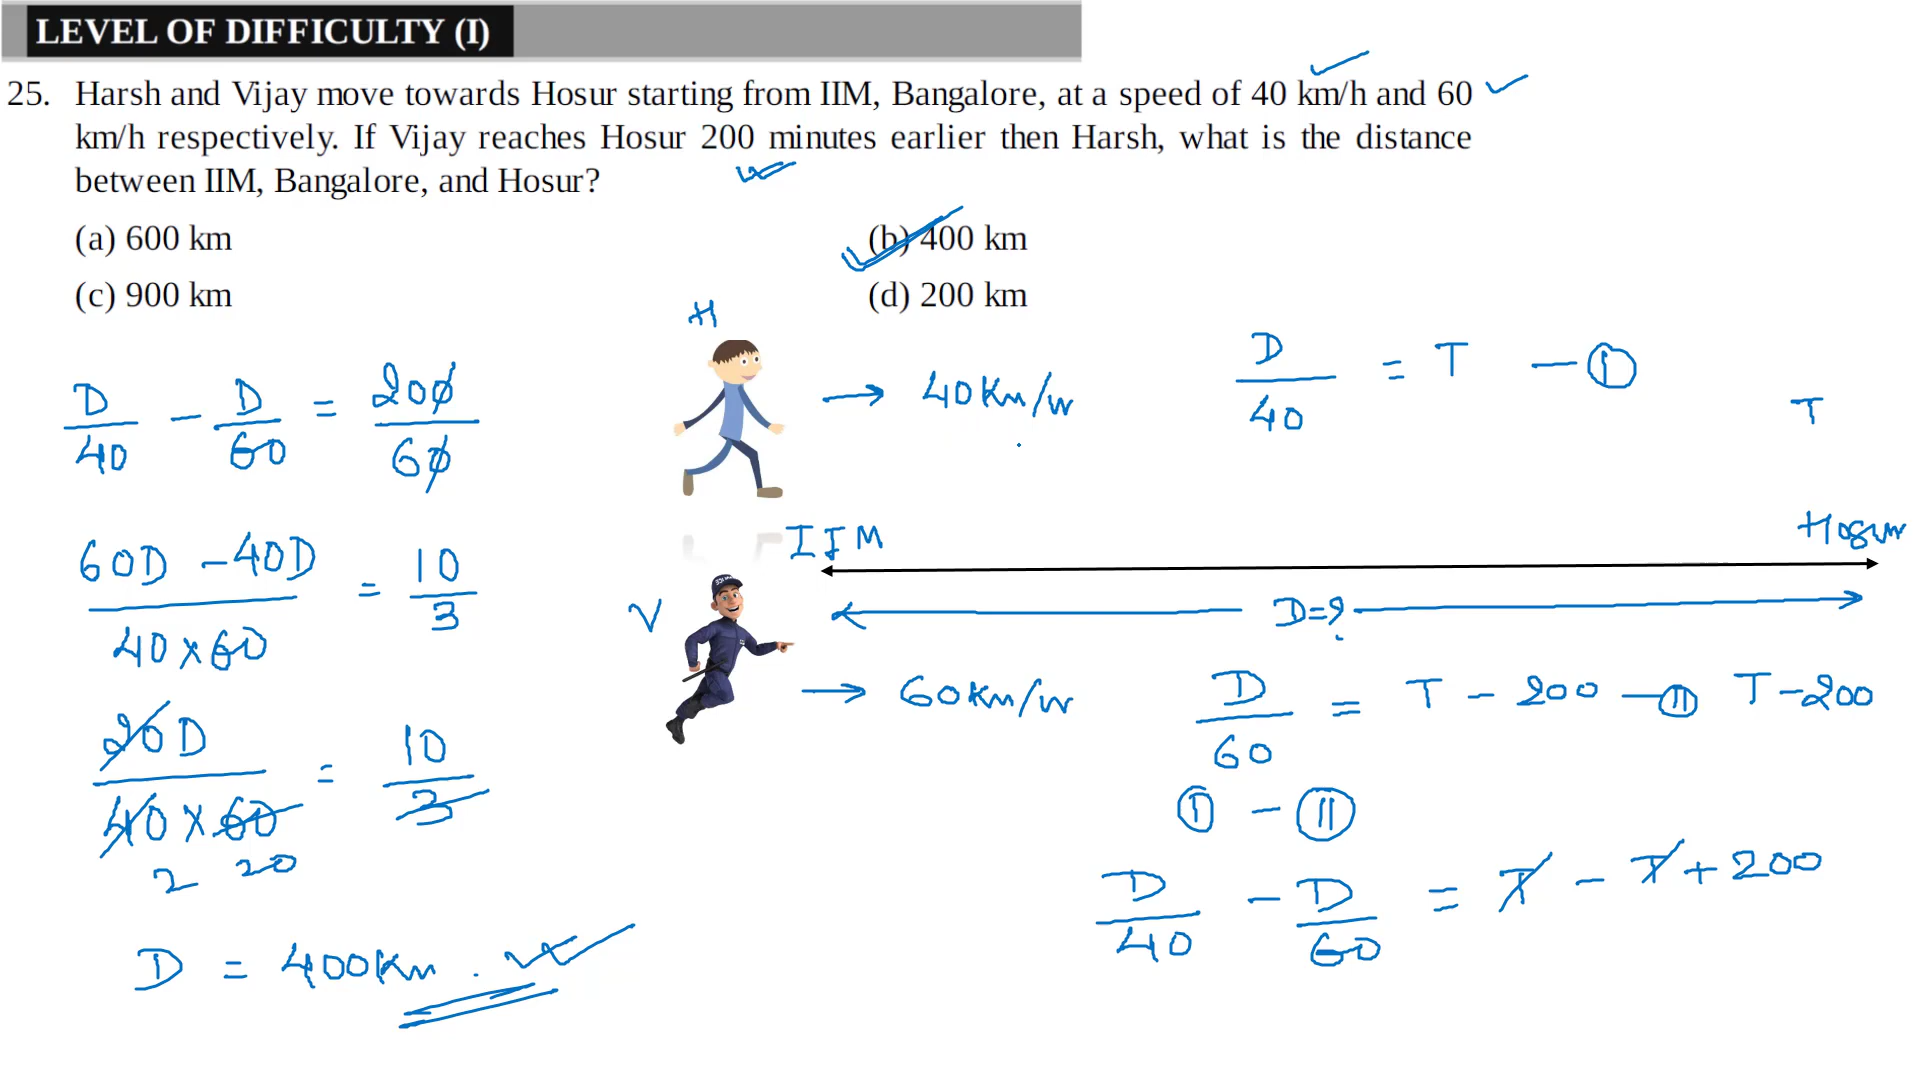 LEVEL OF DIFFICULTY (I)
25. Harsh and Vijay move towards Hosur starting from IIM, Bangalore, at a speed of 40 km/h and 60
km/h respectively. If Vijay reaches Hosur 200 minutes earlier then Harsh, what is the distance
between IIM, Bangalore, and Hosur?
(a) 600 km
(b) 400 km
(c) 900 km
(d) 200 km
H
→ 40Km/hr
D/40 = T — I
T
D/40 - D/60 = 200/60
IIM
Hosur
60D - 40D / 40×60 = 10/3
V
D=?
→ 60Km/hr
D/60 = T - 200 — II
T-200
20D / 40×60 = 10/3
2 20
I - II
D/40 - D/60 = T - T + 200
D = 400Km.